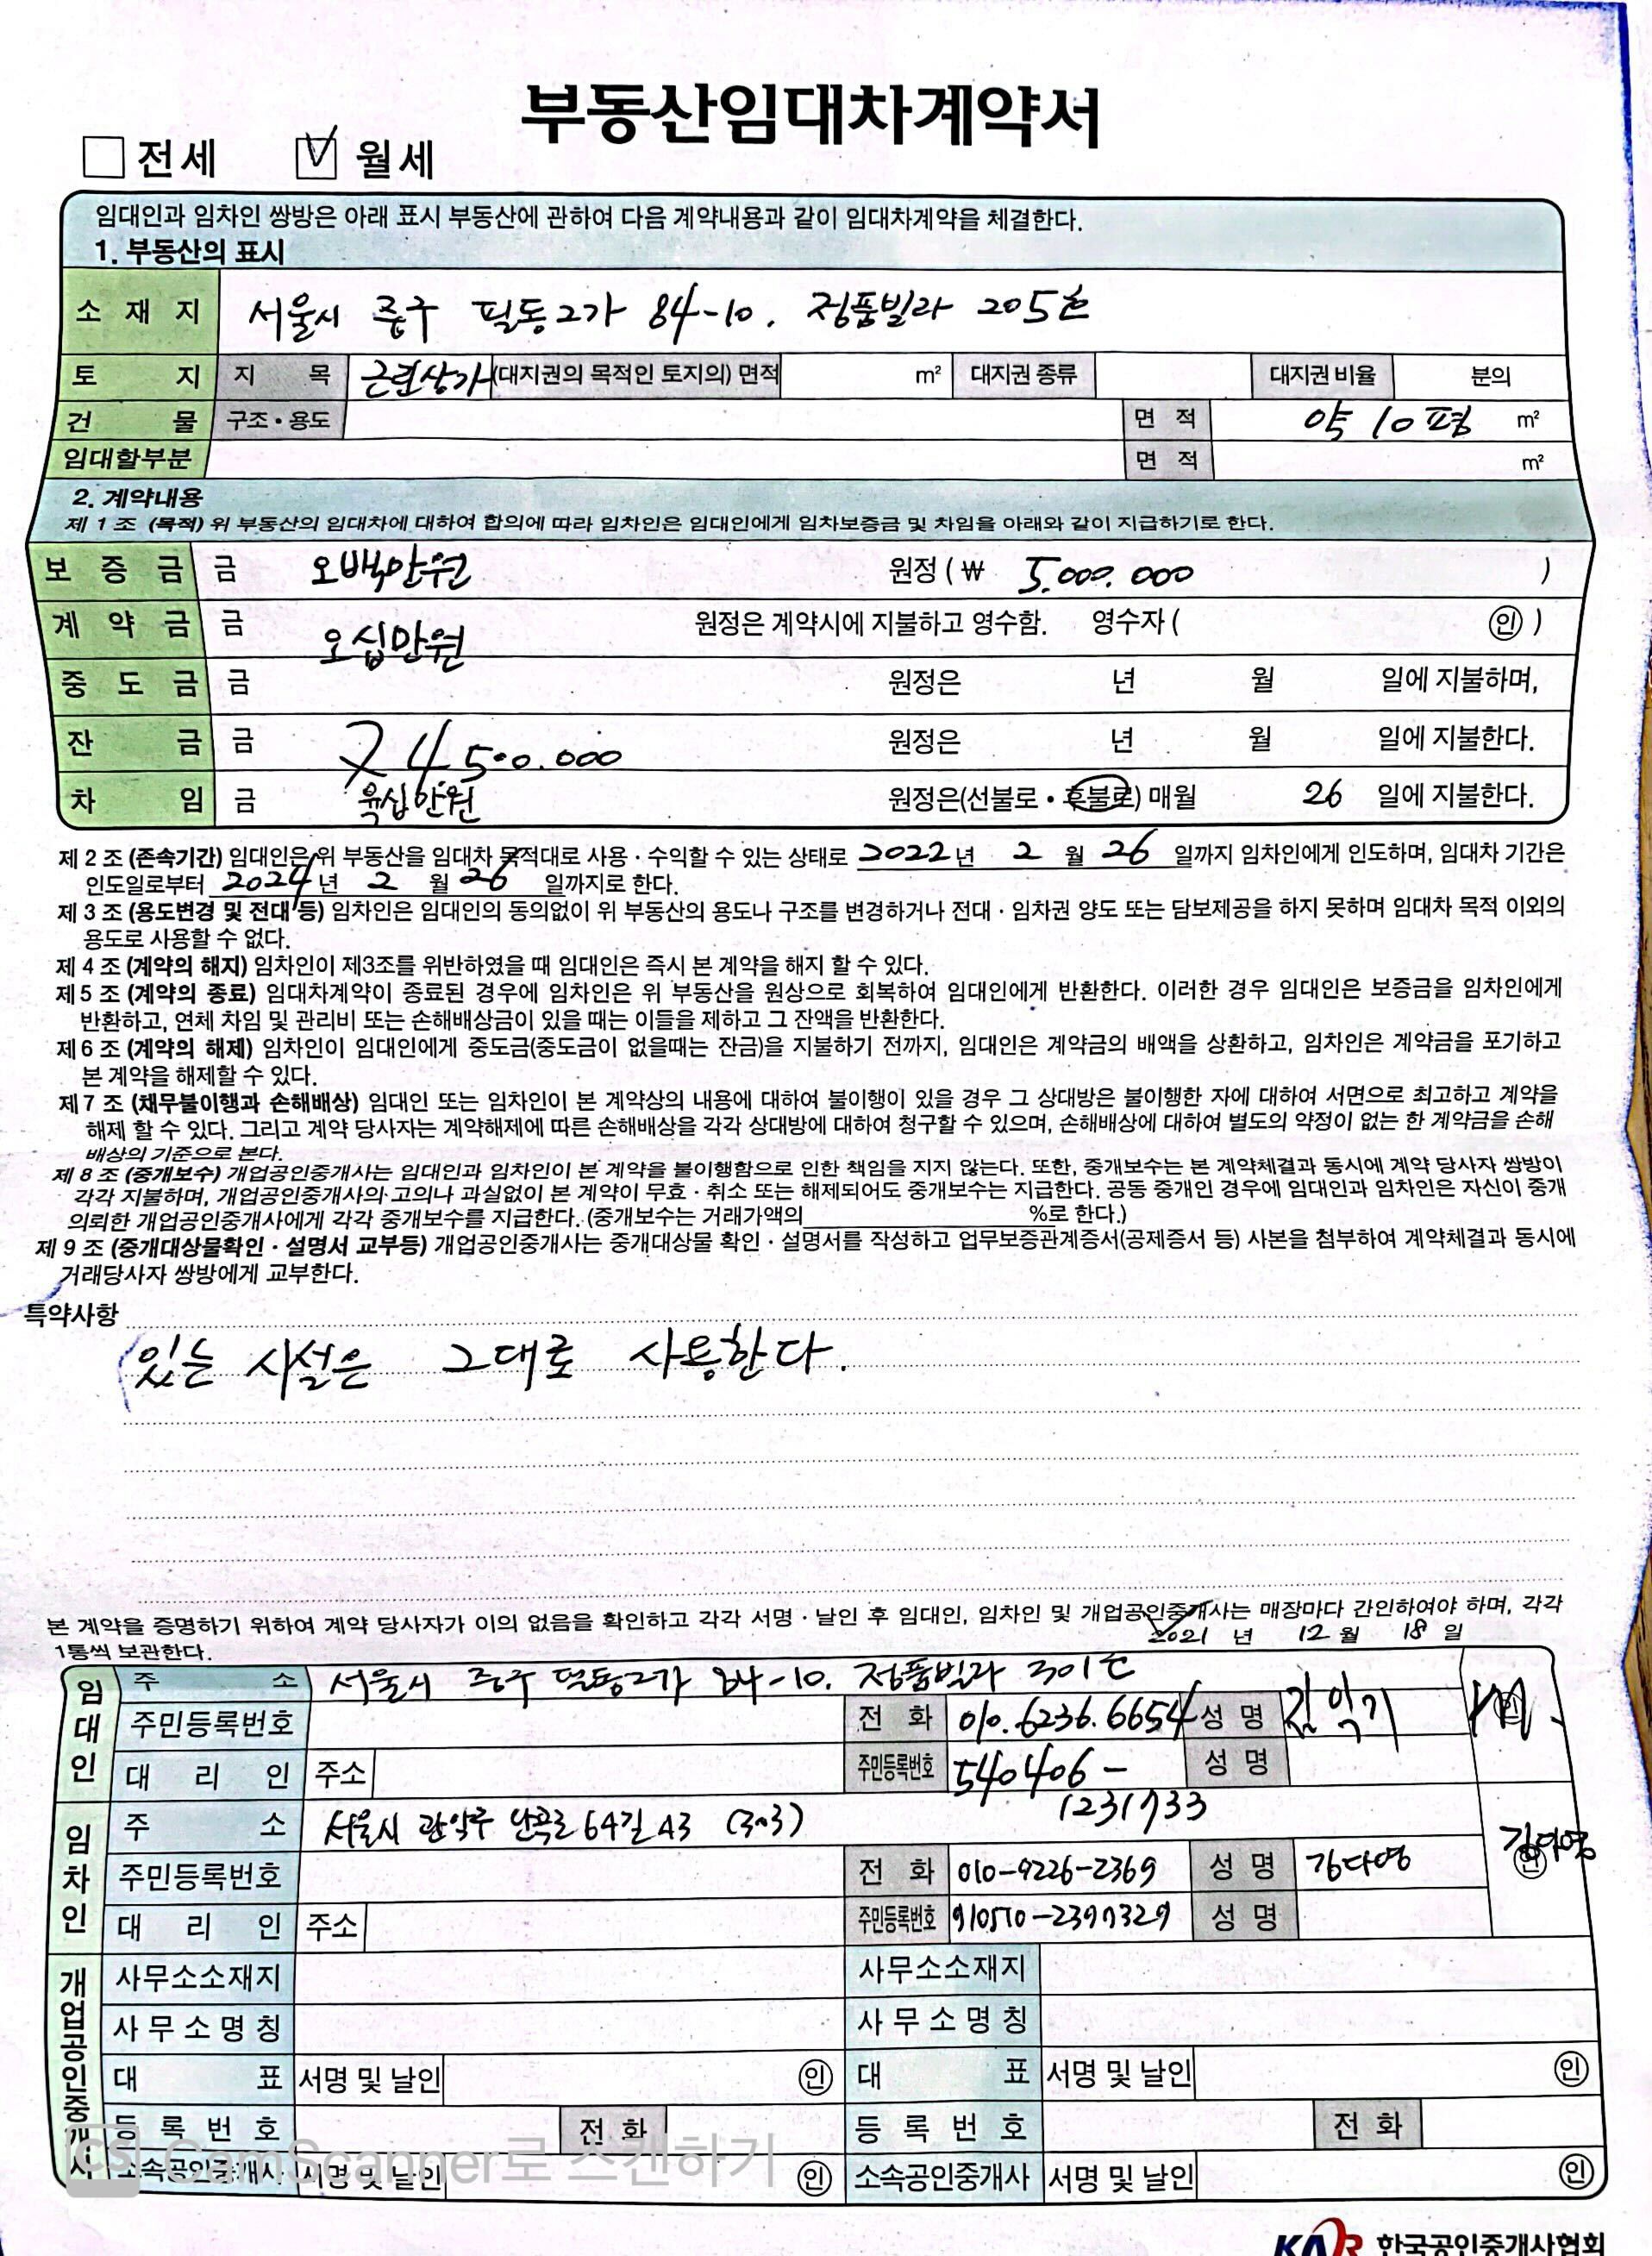 부동산임대차계약서
전세 월세
임대인과 임차인 쌍방은 아래 표시 부동산에 관하여 다음 계약내용과 같이 임대차계약을 체결한다.
1. 부동산의 표시
소 재 지 서울시 중구 필동2가 84-10. 정품빌라 205호
토 지 지 목 근린상가 (대지권의 목적인 토지의) 면적 m² 대지권 종류 대지권 비율 분의
건 물 구조·용도 면 적 약 10평 m²
임대할부분 면 적 m²
2. 계약내용
제 1 조 (목적) 위 부동산의 임대차에 대하여 합의에 따라 임차인은 임대인에게 임차보증금 및 차임을 아래와 같이 지급하기로 한다.
보 증 금 금 오백만원 원정 (₩ 5.000.000 )
계 약 금 금 오십만원 원정은 계약시에 지불하고 영수함. 영수자 ( 인 )
중 도 금 금 원정은 년 월 일에 지불하며,
잔 금 금 4500.000 원정은 년 월 일에 지불한다.
차 임 금 육십만원 원정은(선불로·후불로) 매월 26 일에 지불한다.
제 2 조 (존속기간) 임대인은 위 부동산을 임대차 목적대로 사용·수익할 수 있는 상태로 2022년 2 월 26 일까지 임차인에게 인도하며, 임대차 기간은
인도일로부터 2024년 2 월 26 일까지로 한다.
제 3 조 (용도변경 및 전대 등) 임차인은 임대인의 동의없이 위 부동산의 용도나 구조를 변경하거나 전대·임차권 양도 또는 담보제공을 하지 못하며 임대차 목적 이외의
용도로 사용할 수 없다.
제 4 조 (계약의 해지) 임차인이 제3조를 위반하였을 때 임대인은 즉시 본 계약을 해지 할 수 있다.
제 5 조 (계약의 종료) 임대차계약이 종료된 경우에 임차인은 위 부동산을 원상으로 회복하여 임대인에게 반환한다. 이러한 경우 임대인은 보증금을 임차인에게
반환하고, 연체 차임 및 관리비 또는 손해배상금이 있을 때는 이들을 제하고 그 잔액을 반환한다.
제 6 조 (계약의 해제) 임차인이 임대인에게 중도금(중도금이 없을때는 잔금)을 지불하기 전까지, 임대인은 계약금의 배액을 상환하고, 임차인은 계약금을 포기하고
본 계약을 해제할 수 있다.
제 7 조 (채무불이행과 손해배상) 임대인 또는 임차인이 본 계약상의 내용에 대하여 불이행이 있을 경우 그 상대방은 불이행한 자에 대하여 서면으로 최고하고 계약을
해제 할 수 있다. 그리고 계약 당사자는 계약해제에 따른 손해배상을 각각 상대방에 대하여 청구할 수 있으며, 손해배상에 대하여 별도의 약정이 없는 한 계약금을 손해
배상의 기준으로 본다.
제 8 조 (중개보수) 개업공인중개사는 임대인과 임차인이 본 계약을 불이행함으로 인한 책임을 지지 않는다. 또한, 중개보수는 본 계약체결과 동시에 계약 당사자 쌍방이
각각 지불하며, 개업공인중개사의 고의나 과실없이 본 계약이 무효·취소 또는 해제되어도 중개보수는 지급한다. 공동 중개인 경우에 임대인과 임차인은 자신이 중개
의뢰한 개업공인중개사에게 각각 중개보수를 지급한다. (중개보수는 거래가액의 %로 한다.)
제 9 조 (중개대상물확인·설명서 교부등) 개업공인중개사는 중개대상물 확인·설명서를 작성하고 업무보증관계증서(공제증서 등) 사본을 첨부하여 계약체결과 동시에
거래당사자 쌍방에게 교부한다.
특약사항
있는 시설은 그대로 사용한다.
본 계약을 증명하기 위하여 계약 당사자가 이의 없음을 확인하고 각각 서명·날인 후 임대인, 임차인 및 개업공인중개사는 매장마다 간인하여야 하며, 각각
1통씩 보관한다. 2021 년 12 월 18 일
임대인 주 소 서울시 중구 필동2가 84-10. 정품빌라 301호
주민등록번호 전 화 010.6236.6654 성 명 김익기 인
대 리 인 주소 주민등록번호 540406-1231733 성 명
임차인 주 소 서울시 관악구 난곡로64길 43 (303)
주민등록번호 전 화 010-9226-2369 성 명 김다영 김다영 인
대 리 인 주소 주민등록번호 910510-2397329 성 명
개업공인중개사 사무소소재지 사무소소재지
사 무 소 명 칭 사 무 소 명 칭
대 표 서명 및 날인 인 대 표 서명 및 날인 인
등 록 번 호 전 화 등 록 번 호 전 화
소속공인중개사 서명 및 날인 인 소속공인중개사 서명 및 날인 인
CS CamScanner로 스캔하기
KAR 한국공인중개사협회